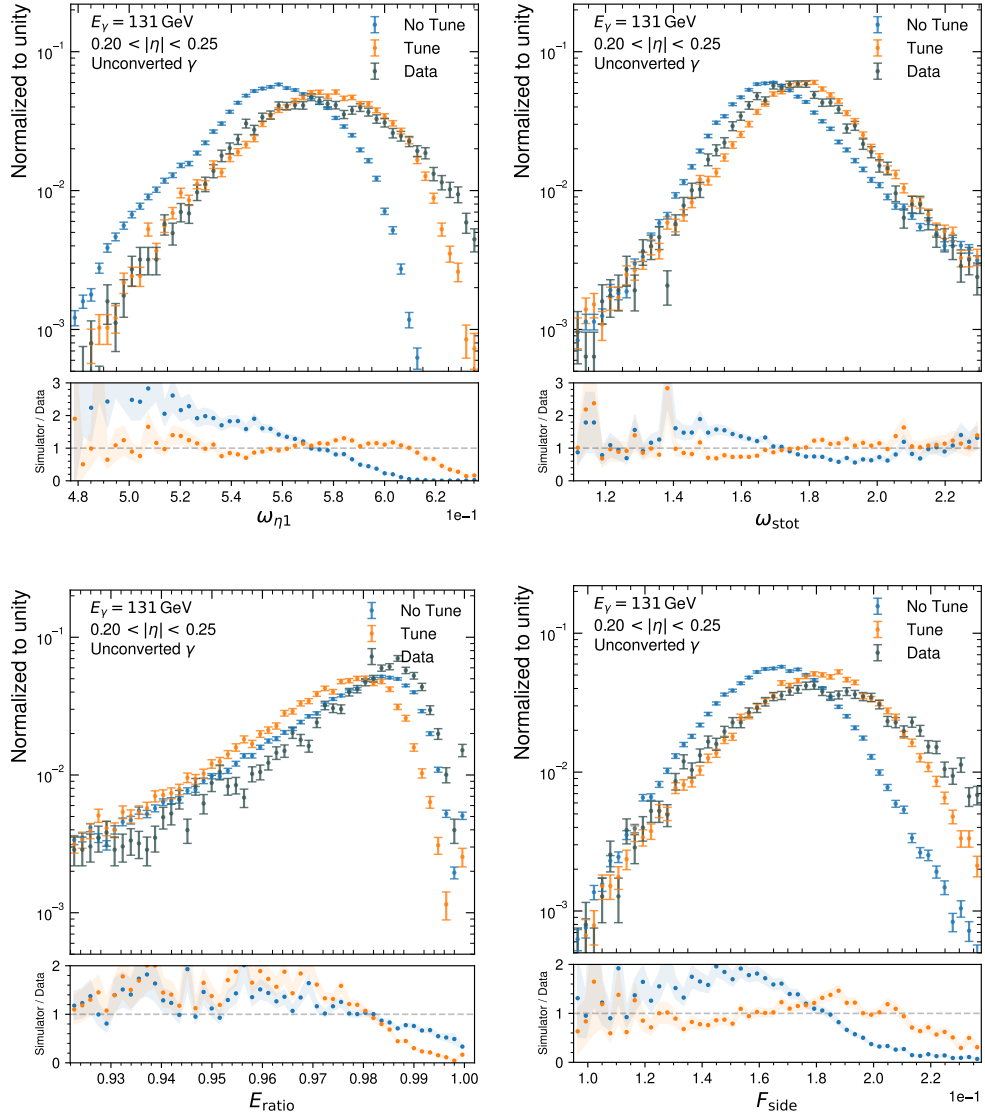 Normalized to unity
E_γ = 131 GeV
0.20 < |η| < 0.25
Unconverted γ
No Tune
Tune
Data
10⁻¹
10⁻²
10⁻³
Simulator / Data
3
2
1
0
4.8 5.0 5.2 5.4 5.6 5.8 6.0 6.2
ω_η1
1e−1
Normalized to unity
E_γ = 131 GeV
0.20 < |η| < 0.25
Unconverted γ
No Tune
Tune
Data
10⁻¹
10⁻²
10⁻³
Simulator / Data
3
2
1
0
1.2 1.4 1.6 1.8 2.0 2.2
ω_stot
Normalized to unity
E_γ = 131 GeV
0.20 < |η| < 0.25
Unconverted γ
No Tune
Tune
Data
10⁻¹
10⁻²
10⁻³
Simulator / Data
2
1
0
0.93 0.94 0.95 0.96 0.97 0.98 0.99 1.00
E_ratio
Normalized to unity
E_γ = 131 GeV
0.20 < |η| < 0.25
Unconverted γ
No Tune
Tune
Data
10⁻¹
10⁻²
10⁻³
Simulator / Data
2
1
0
1.0 1.2 1.4 1.6 1.8 2.0 2.2
F_side
1e−1